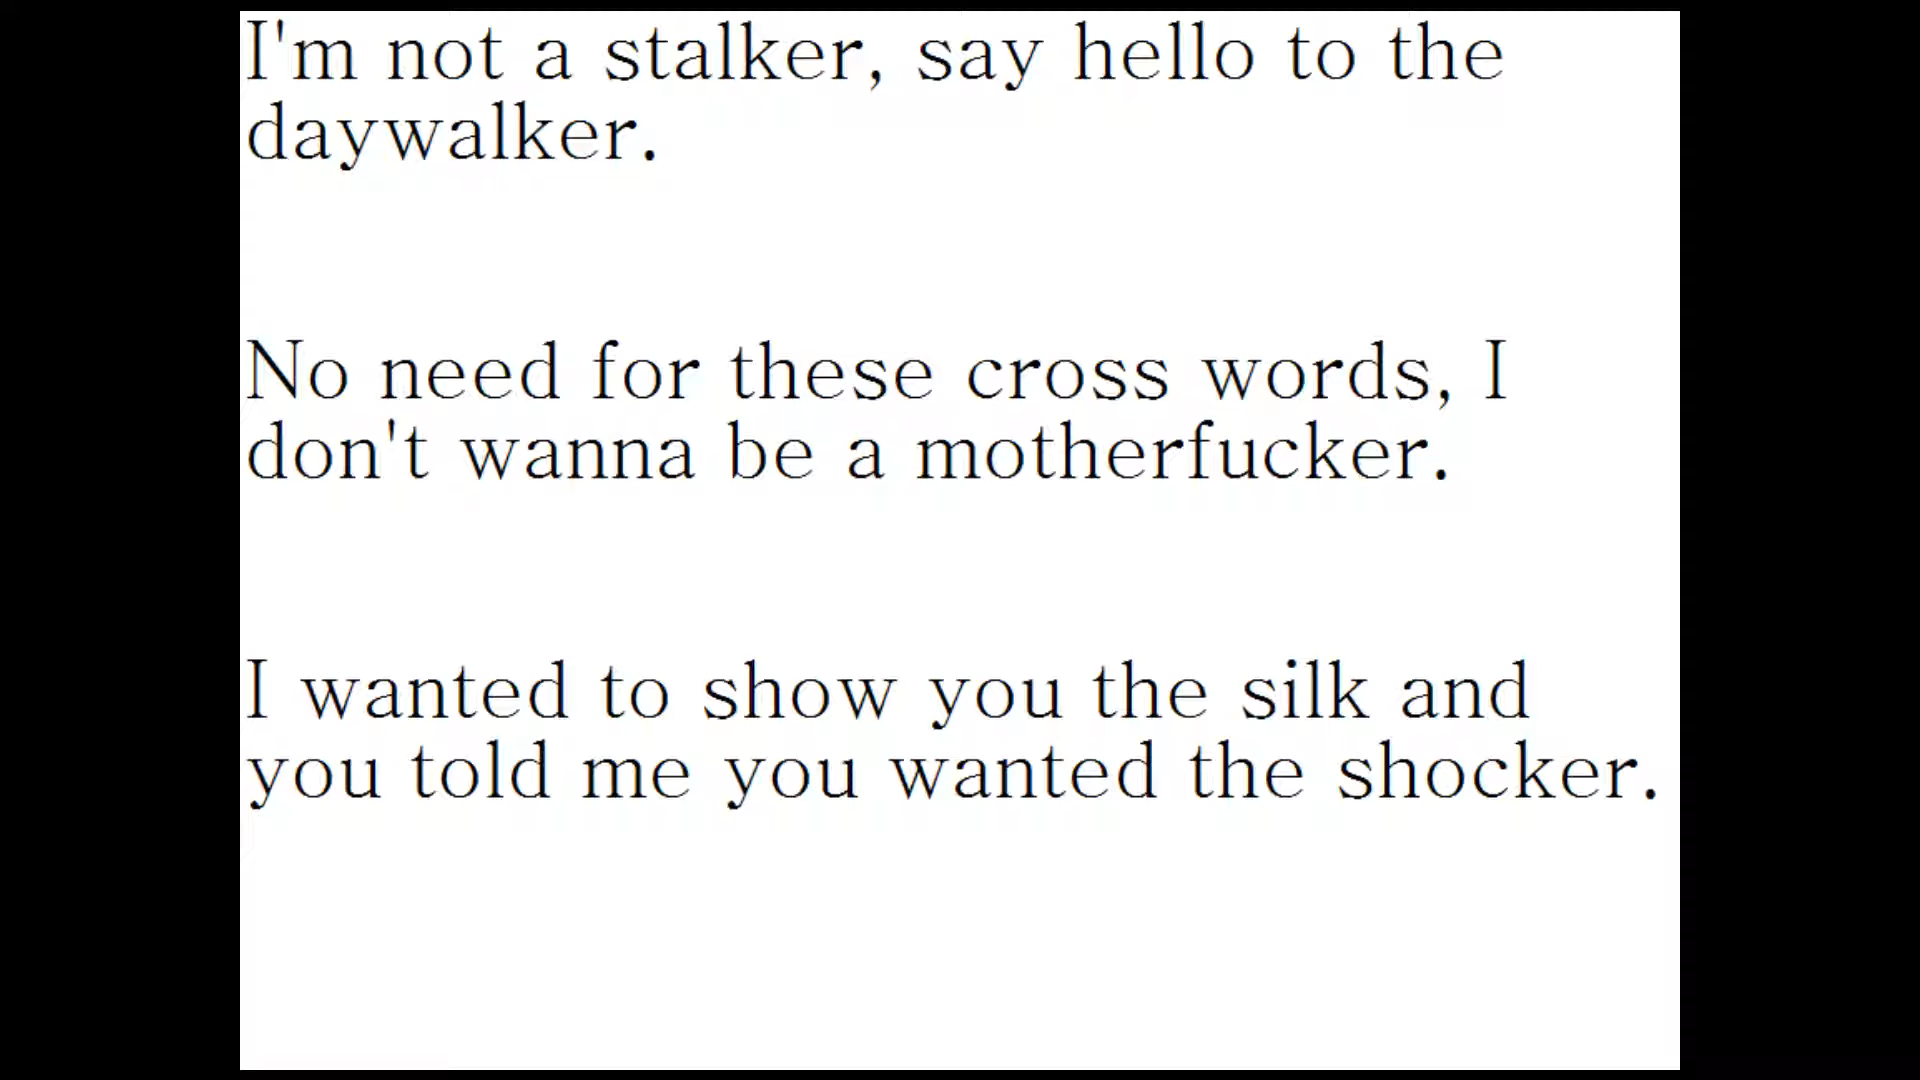 I'm not a stalker, say hello to the
daywalker.
No need for these cross words, I
don't wanna be a motherfucker.
I wanted to show you the silk and
you told me you wanted the shocker.